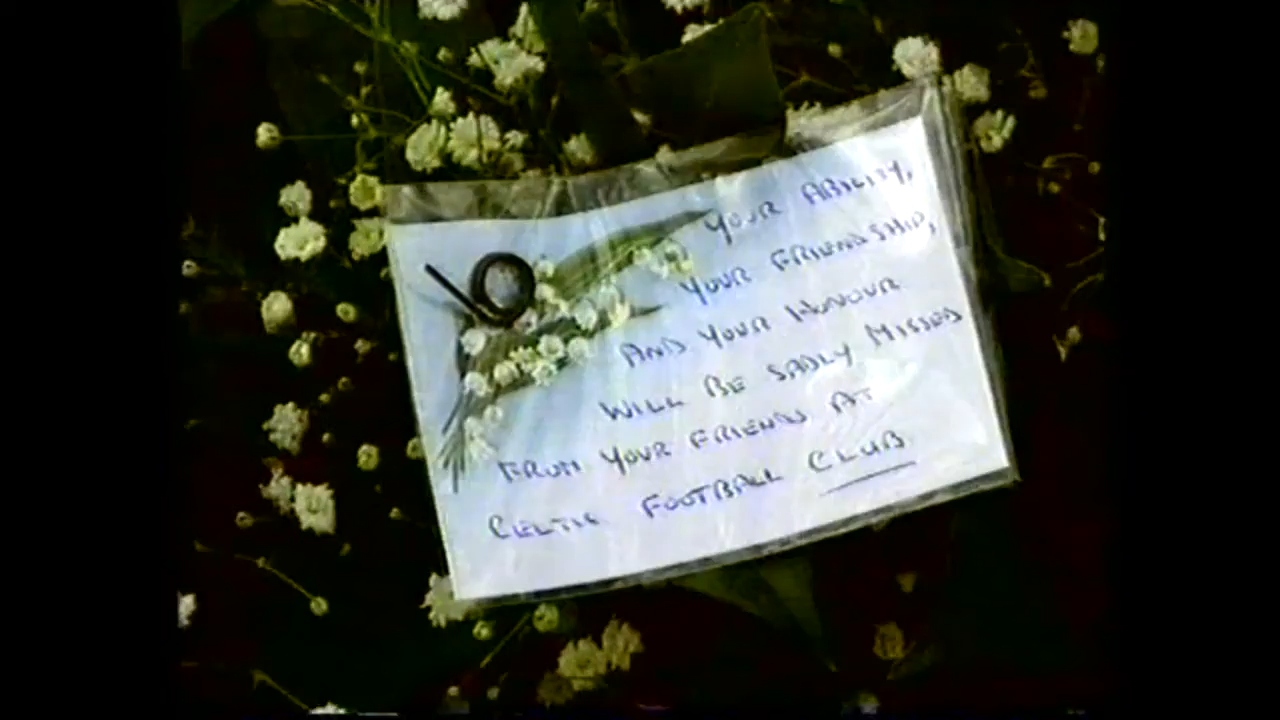 YOUR ABILITY,
YOUR FRIENDSHIP,
AND YOUR HONOUR
WILL BE SADLY MISSED
FROM YOUR FRIENDS AT
CELTIC FOOTBALL CLUB